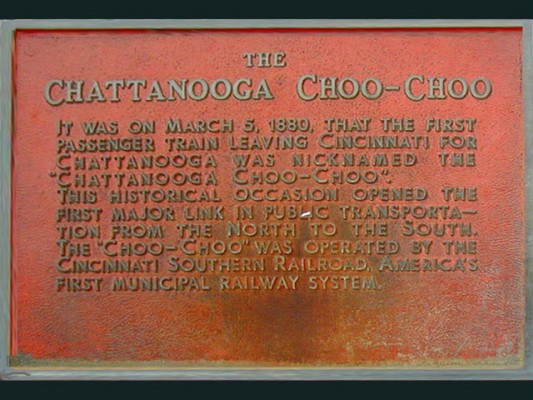 THE
CHATTANOOGA CHOO-CHOO
IT WAS ON MARCH 5, 1880, THAT THE FIRST
PASSENGER TRAIN LEAVING CINCINNATI FOR
CHATTANOOGA WAS NICKNAMED THE
"CHATTANOOGA CHOO-CHOO".
THIS HISTORICAL OCCASION OPENED THE
FIRST MAJOR LINK IN PUBLIC TRANSPORTA-
TION FROM THE NORTH TO THE SOUTH.
THE "CHOO-CHOO" WAS OPERATED BY THE
CINCINNATI SOUTHERN RAILROAD, AMERICA'S
FIRST MUNICIPAL RAILWAY SYSTEM.